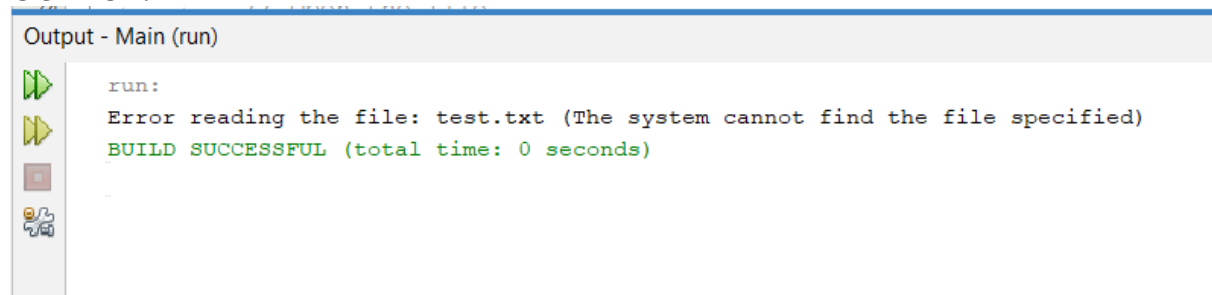 Output - Main (run)
run:
Error reading the file: test.txt (The system cannot find the file specified)
BUILD SUCCESSFUL (total time: 0 seconds)